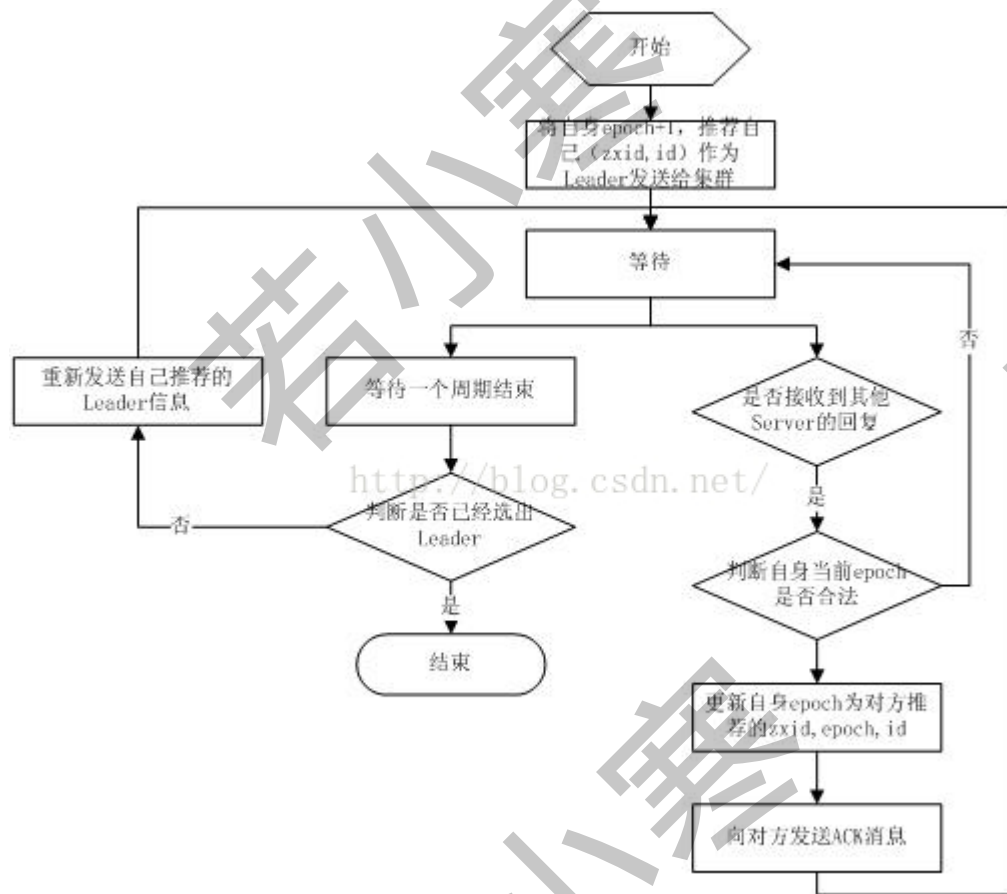 开始
将自身epoch+1，推荐自
己（zxid,id）作为
Leader发送给集群
等待
否
重新发送自己推荐的
Leader信息
等待一个周期结束
是否接收到其他
Server的回复
http://blog.csdn.net/
是
否
判断是否已经选出
Leader
判断自身当前epoch
是否合法
是
结束
更新自身epoch为对方推
荐的zxid,epoch,id
向对方发送ACK消息
若小寒
若小寒